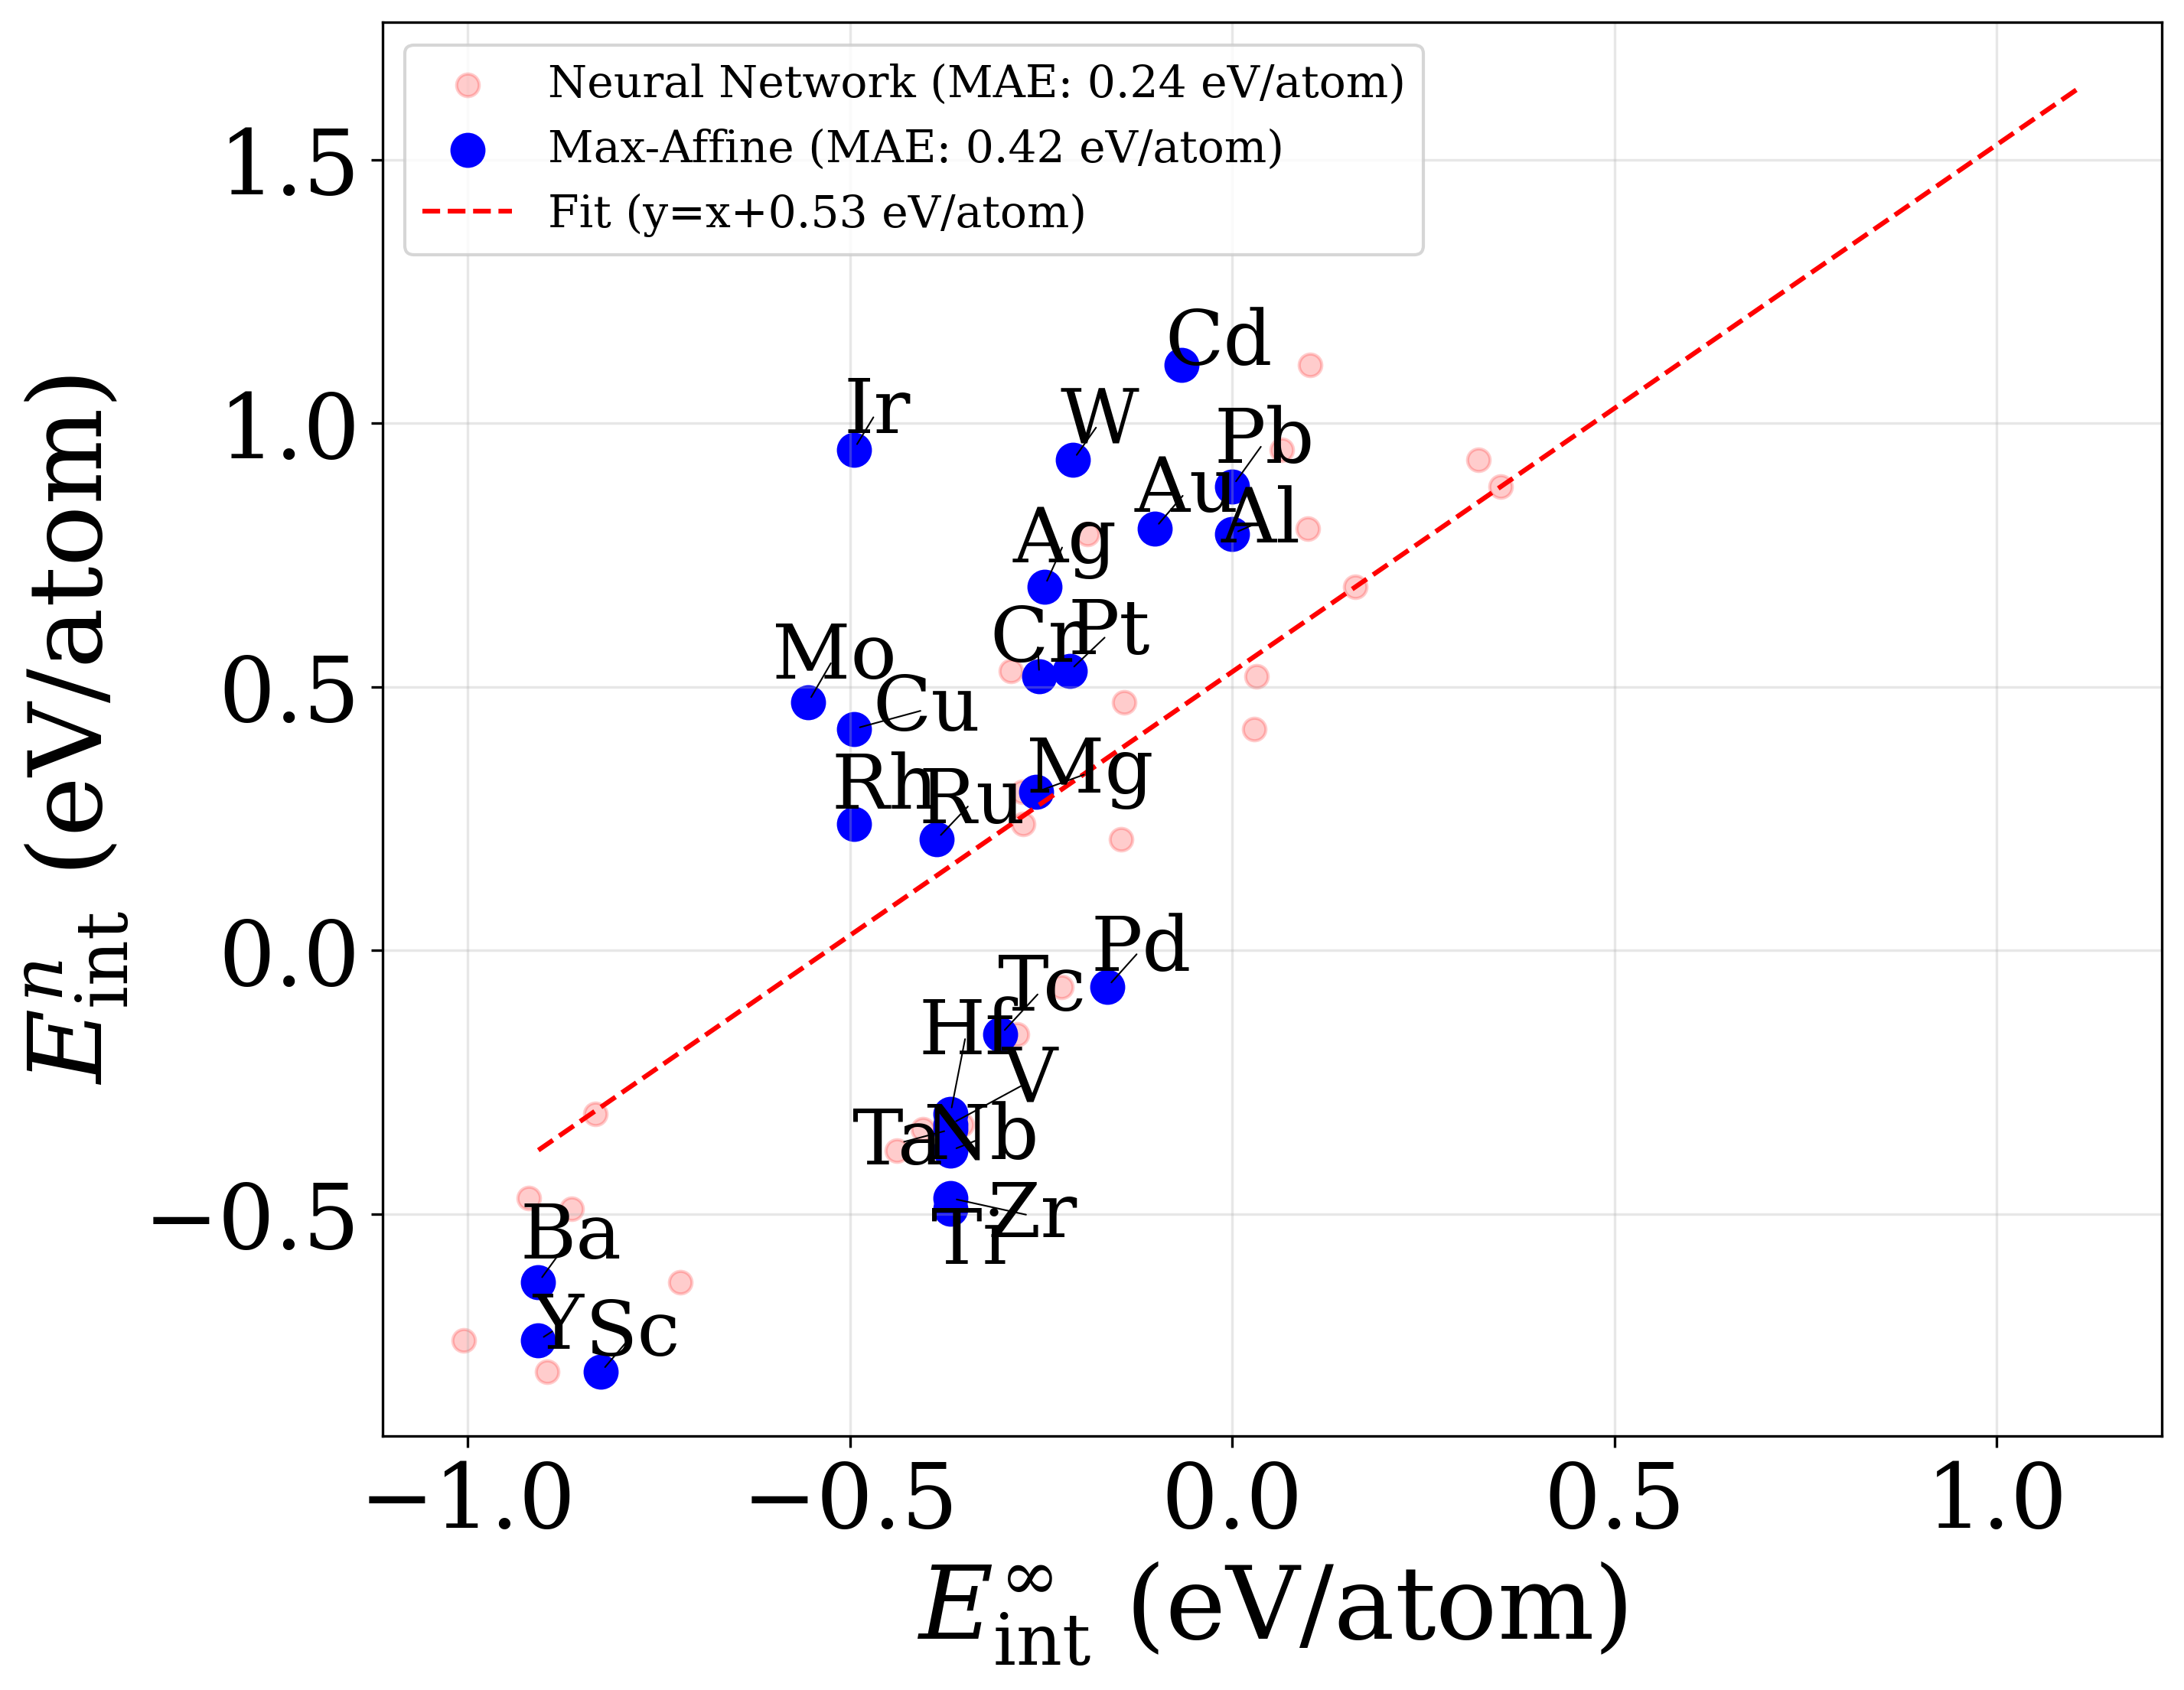 Neural Network (MAE: 0.24 eV/atom)
Max-Affine (MAE: 0.42 eV/atom)
Fit (y=x+0.53 eV/atom)
1.5
1.0
0.5
0.0
−0.5
E^n_int (eV/atom)
Cd
Ir
W
Pb
Au
Al
Ag
Cr
Pt
Mo
Cu
Mg
Rh
Ru
Pd
Tc
Hf
V
Ta
Nb
Zr
Ti
Ba
Y
Sc
−1.0
−0.5
0.0
0.5
1.0
E^∞_int (eV/atom)